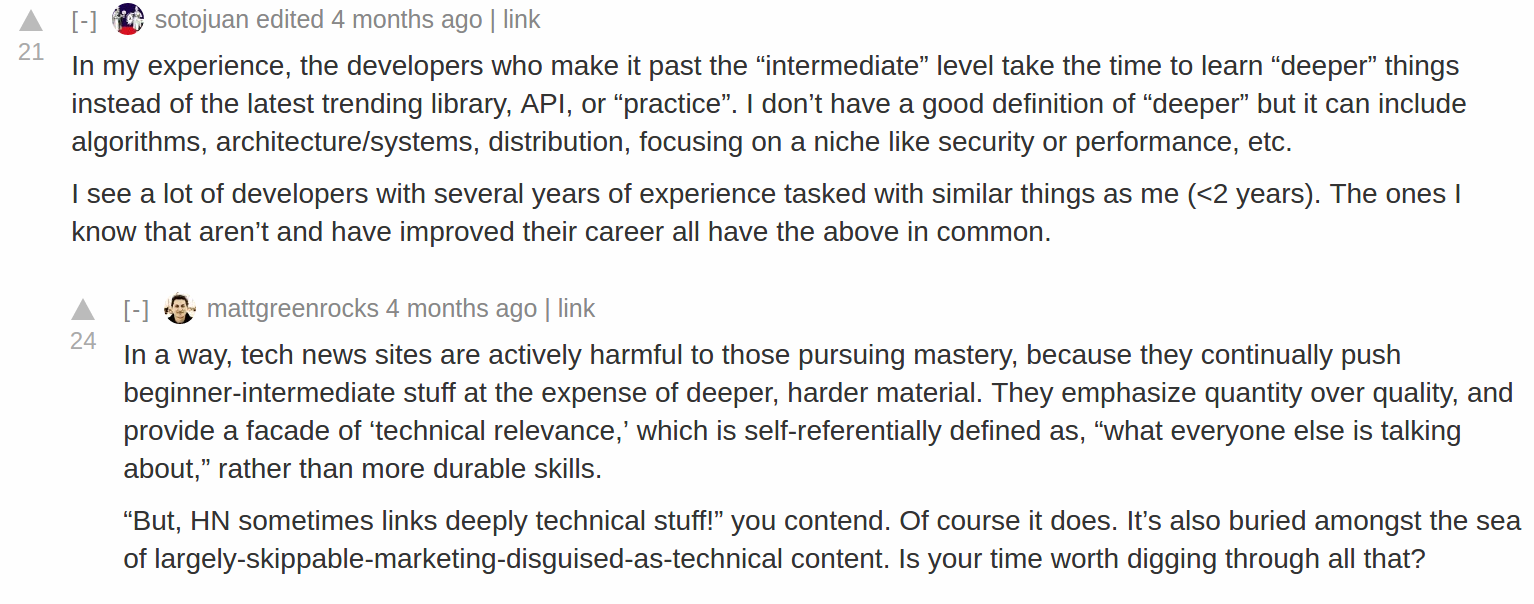 [-] sotojuan edited 4 months ago | link
21
In my experience, the developers who make it past the “intermediate” level take the time to learn “deeper” things
instead of the latest trending library, API, or “practice”. I don’t have a good definition of “deeper” but it can include
algorithms, architecture/systems, distribution, focusing on a niche like security or performance, etc.
I see a lot of developers with several years of experience tasked with similar things as me (<2 years). The ones I
know that aren’t and have improved their career all have the above in common.
[-] mattgreenrocks 4 months ago | link
24
In a way, tech news sites are actively harmful to those pursuing mastery, because they continually push
beginner-intermediate stuff at the expense of deeper, harder material. They emphasize quantity over quality, and
provide a facade of ‘technical relevance,’ which is self-referentially defined as, “what everyone else is talking
about,” rather than more durable skills.
“But, HN sometimes links deeply technical stuff!” you contend. Of course it does. It’s also buried amongst the sea
of largely-skippable-marketing-disguised-as-technical content. Is your time worth digging through all that?